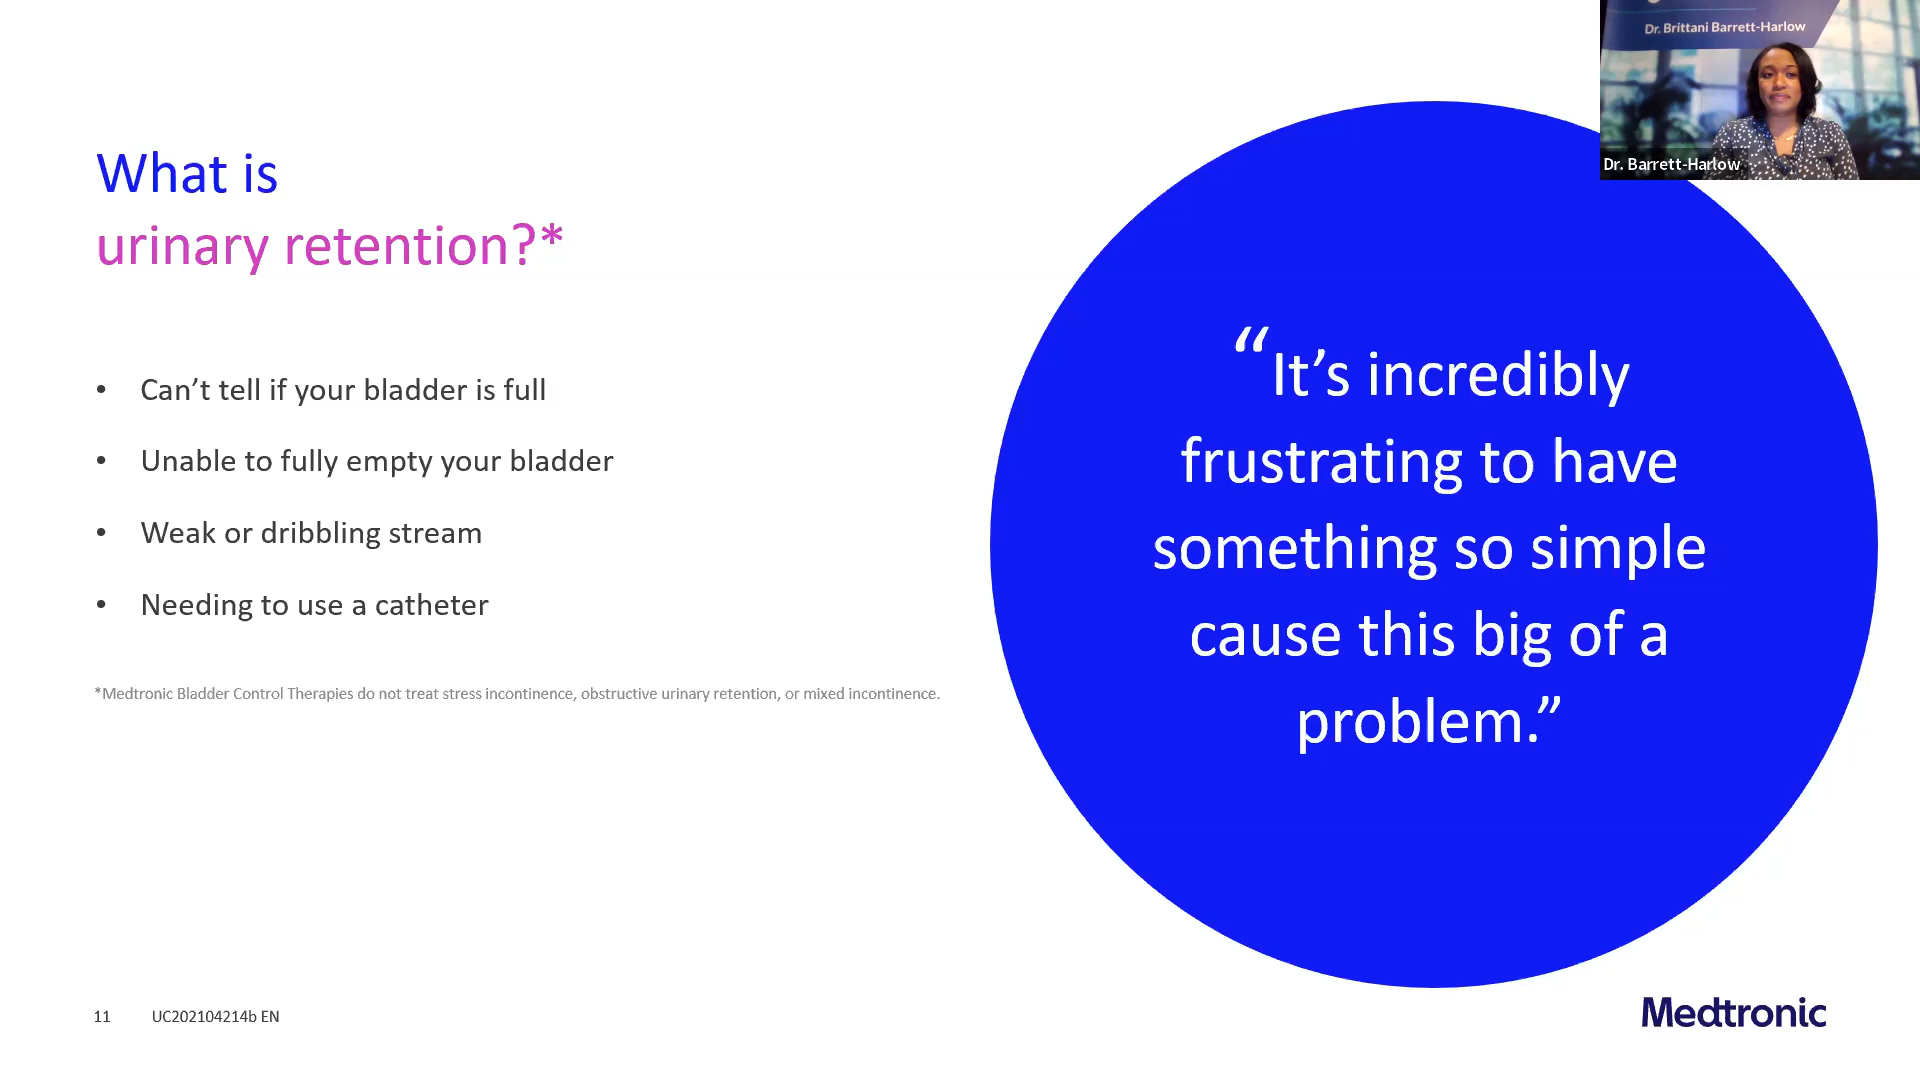 Dr. Brittani Barrett-Harlow
Dr. Barrett-Harlow
What is
urinary retention?*
• Can’t tell if your bladder is full
• Unable to fully empty your bladder
• Weak or dribbling stream
• Needing to use a catheter
*Medtronic Bladder Control Therapies do not treat stress incontinence, obstructive urinary retention, or mixed incontinence.
“It’s incredibly
frustrating to have
something so simple
cause this big of a
problem.”
11 UC202104214b EN
Medtronic